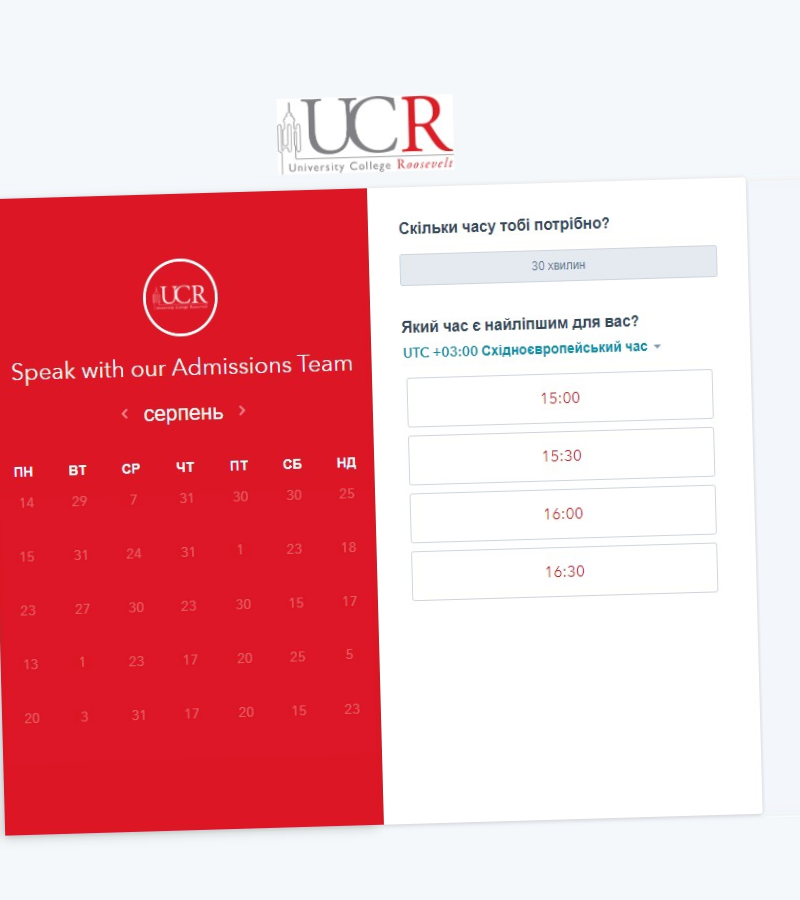 UCR
University College Roosevelt
UCR
Speak with our Admissions Team
серпень
ПН ВТ СР ЧТ ПТ СБ НД
14 29 7 31 30 30 25
15 31 24 31 1 23 18
23 27 30 23 30 15 17
13 1 23 17 20 25 5
20 3 31 17 20 15 23
Скільки часу тобі потрібно?
30 хвилин
Який час є найліпшим для вас?
UTC +03:00 Східноєвропейський час
15:00
15:30
16:00
16:30